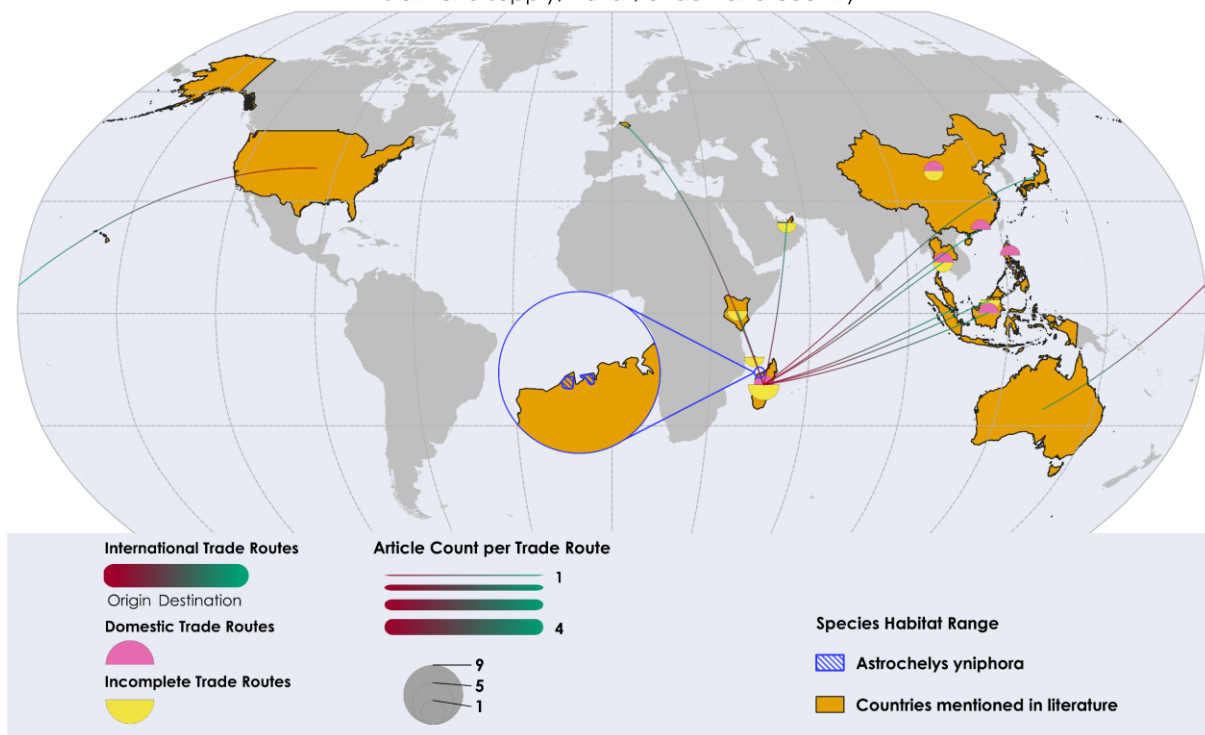 International Trade Routes
Origin Destination
Domestic Trade Routes
Incomplete Trade Routes
Article Count per Trade Route
1
4
9
5
1
Species Habitat Range
Astrochelys yniphora
Countries mentioned in literature